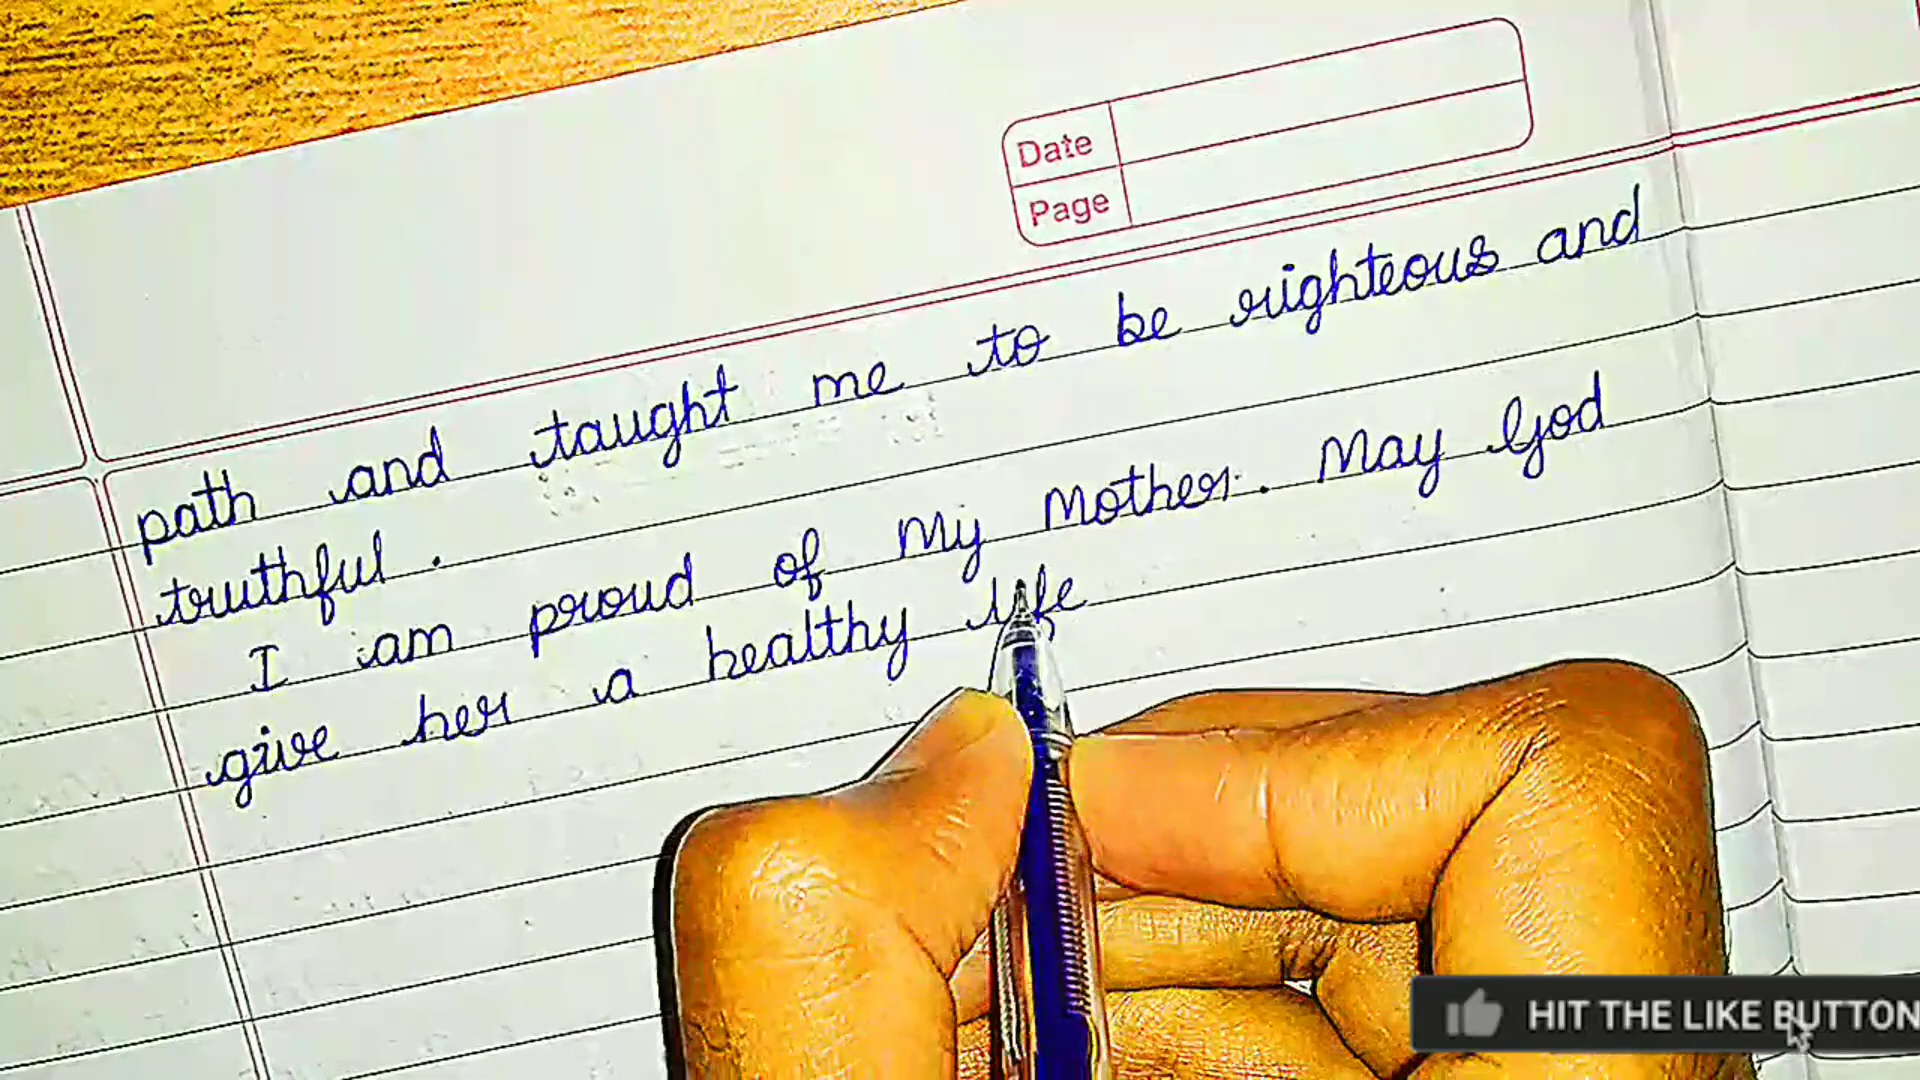 Date
Page
path and taught me to be righteous and
truthful.
I am proud of My Mother. May God
give her a healthy life
HIT THE LIKE BUTTON